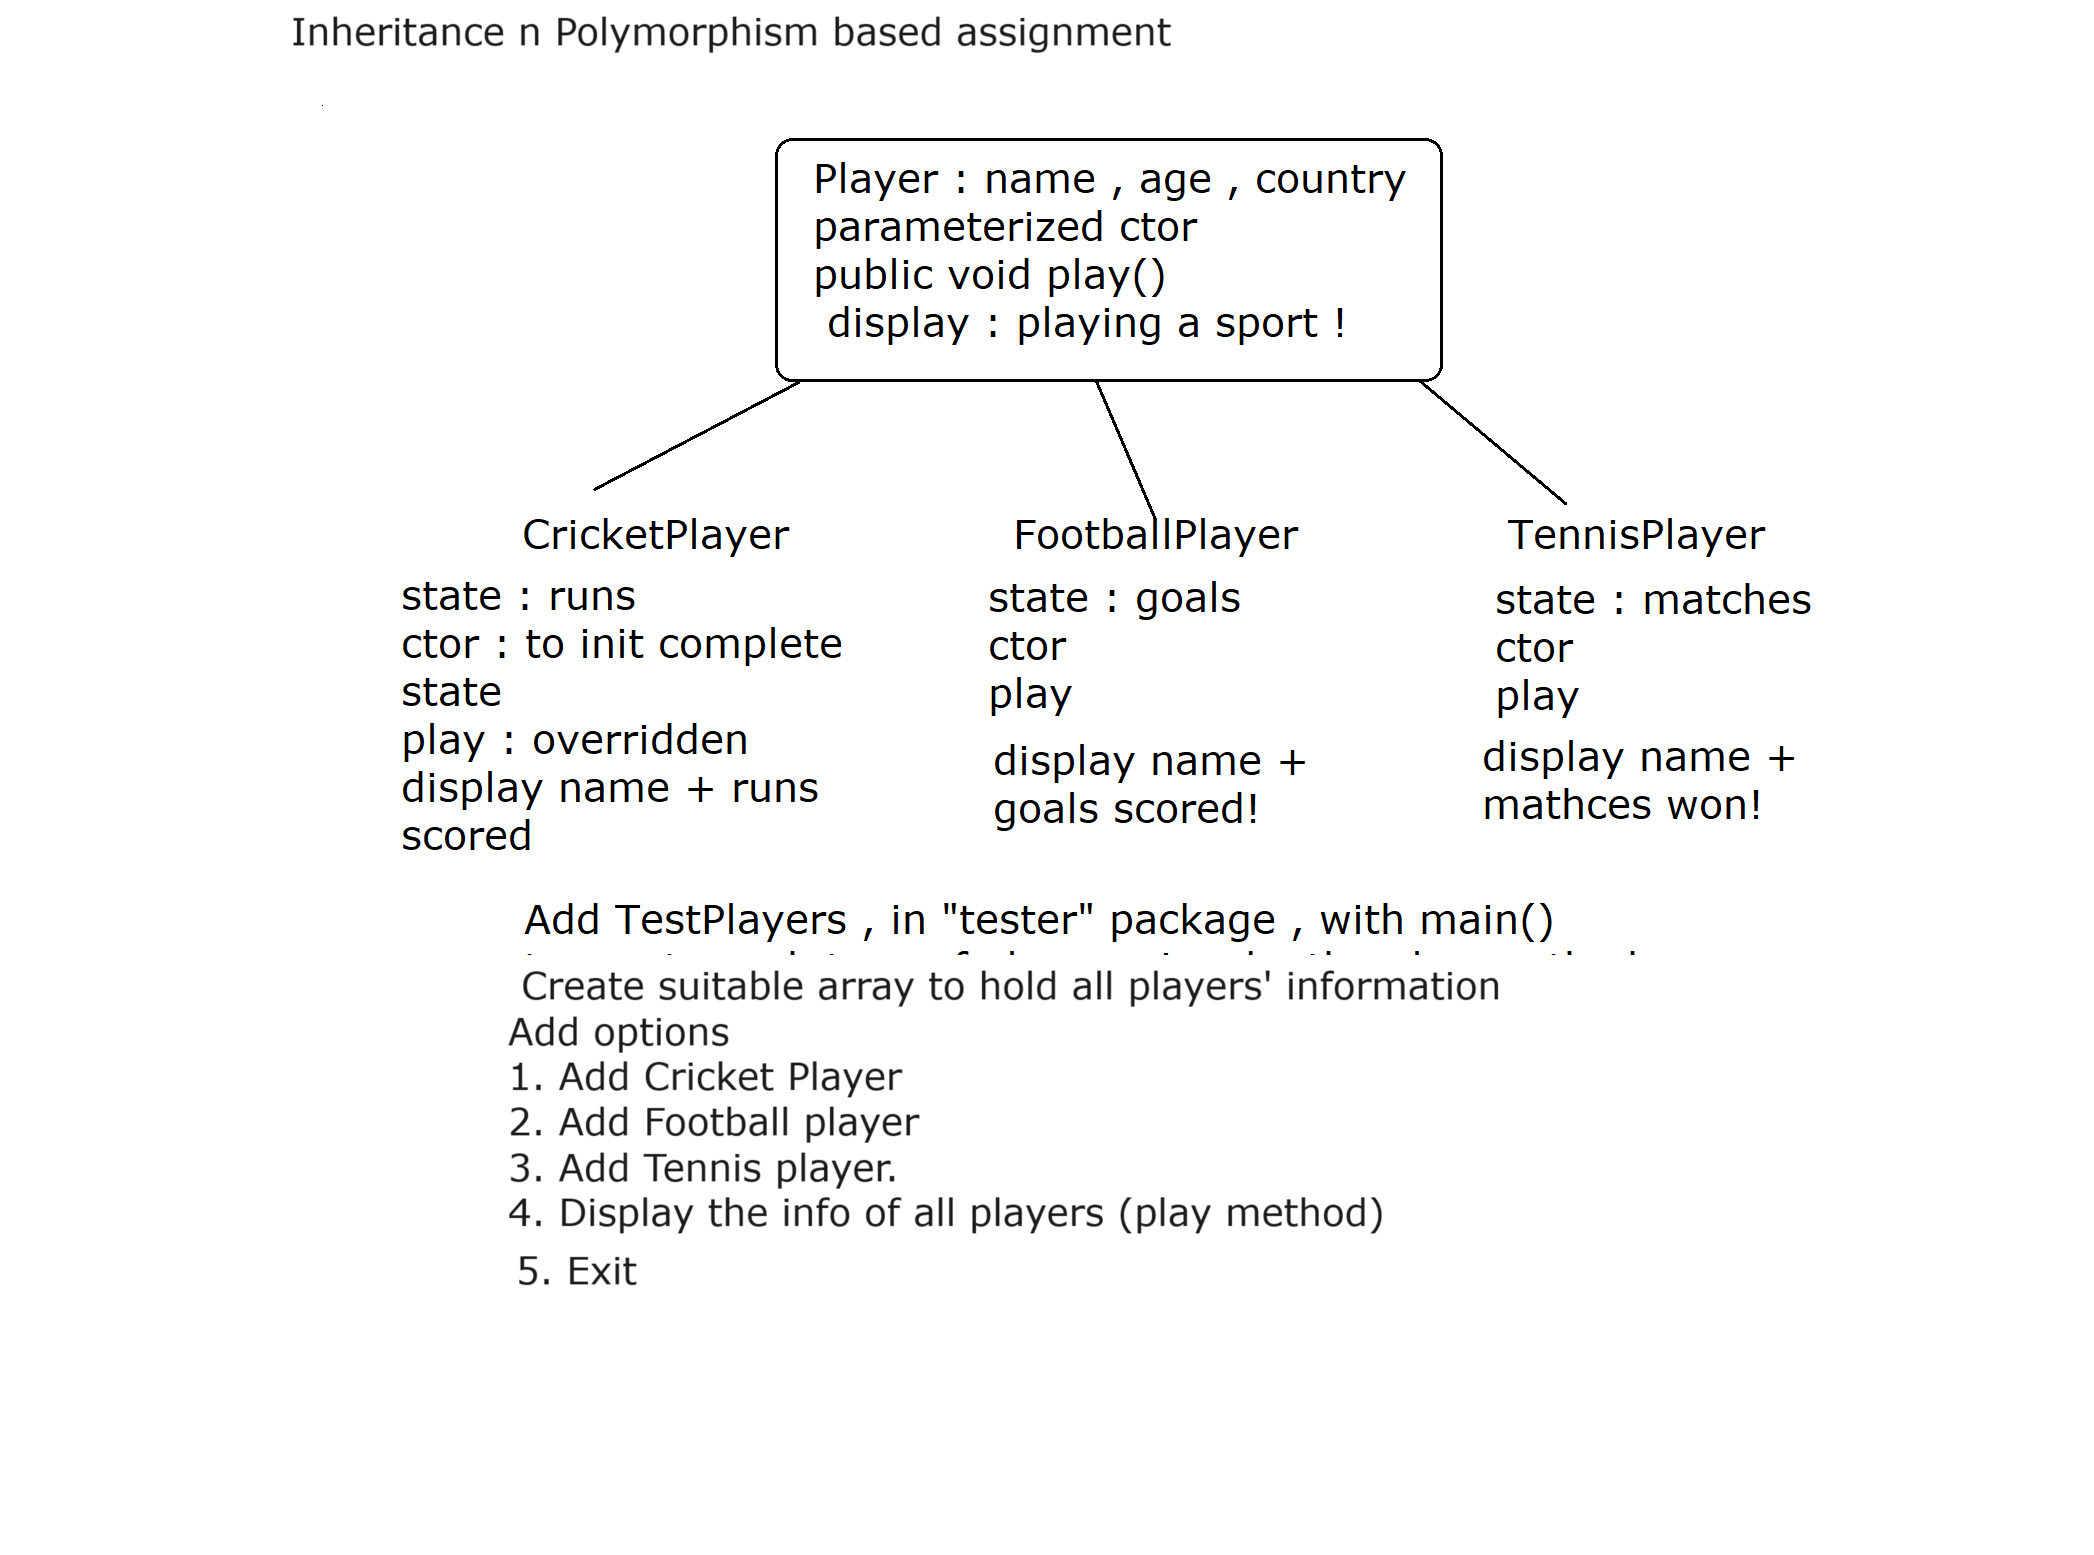 Inheritance n Polymorphism based assignment
Player : name , age , country
parameterized ctor
public void play()
display : playing a sport !
CricketPlayer
state : runs
ctor : to init complete
state
play : overridden
display name + runs
scored
FootballPlayer
state : goals
ctor
play
display name +
goals scored!
TennisPlayer
state : matches
ctor
play
display name +
mathces won!
Add TestPlayers , in "tester" package , with main()
Create suitable array to hold all players' information
Add options
1. Add Cricket Player
2. Add Football player
3. Add Tennis player.
4. Display the info of all players (play method)
5. Exit